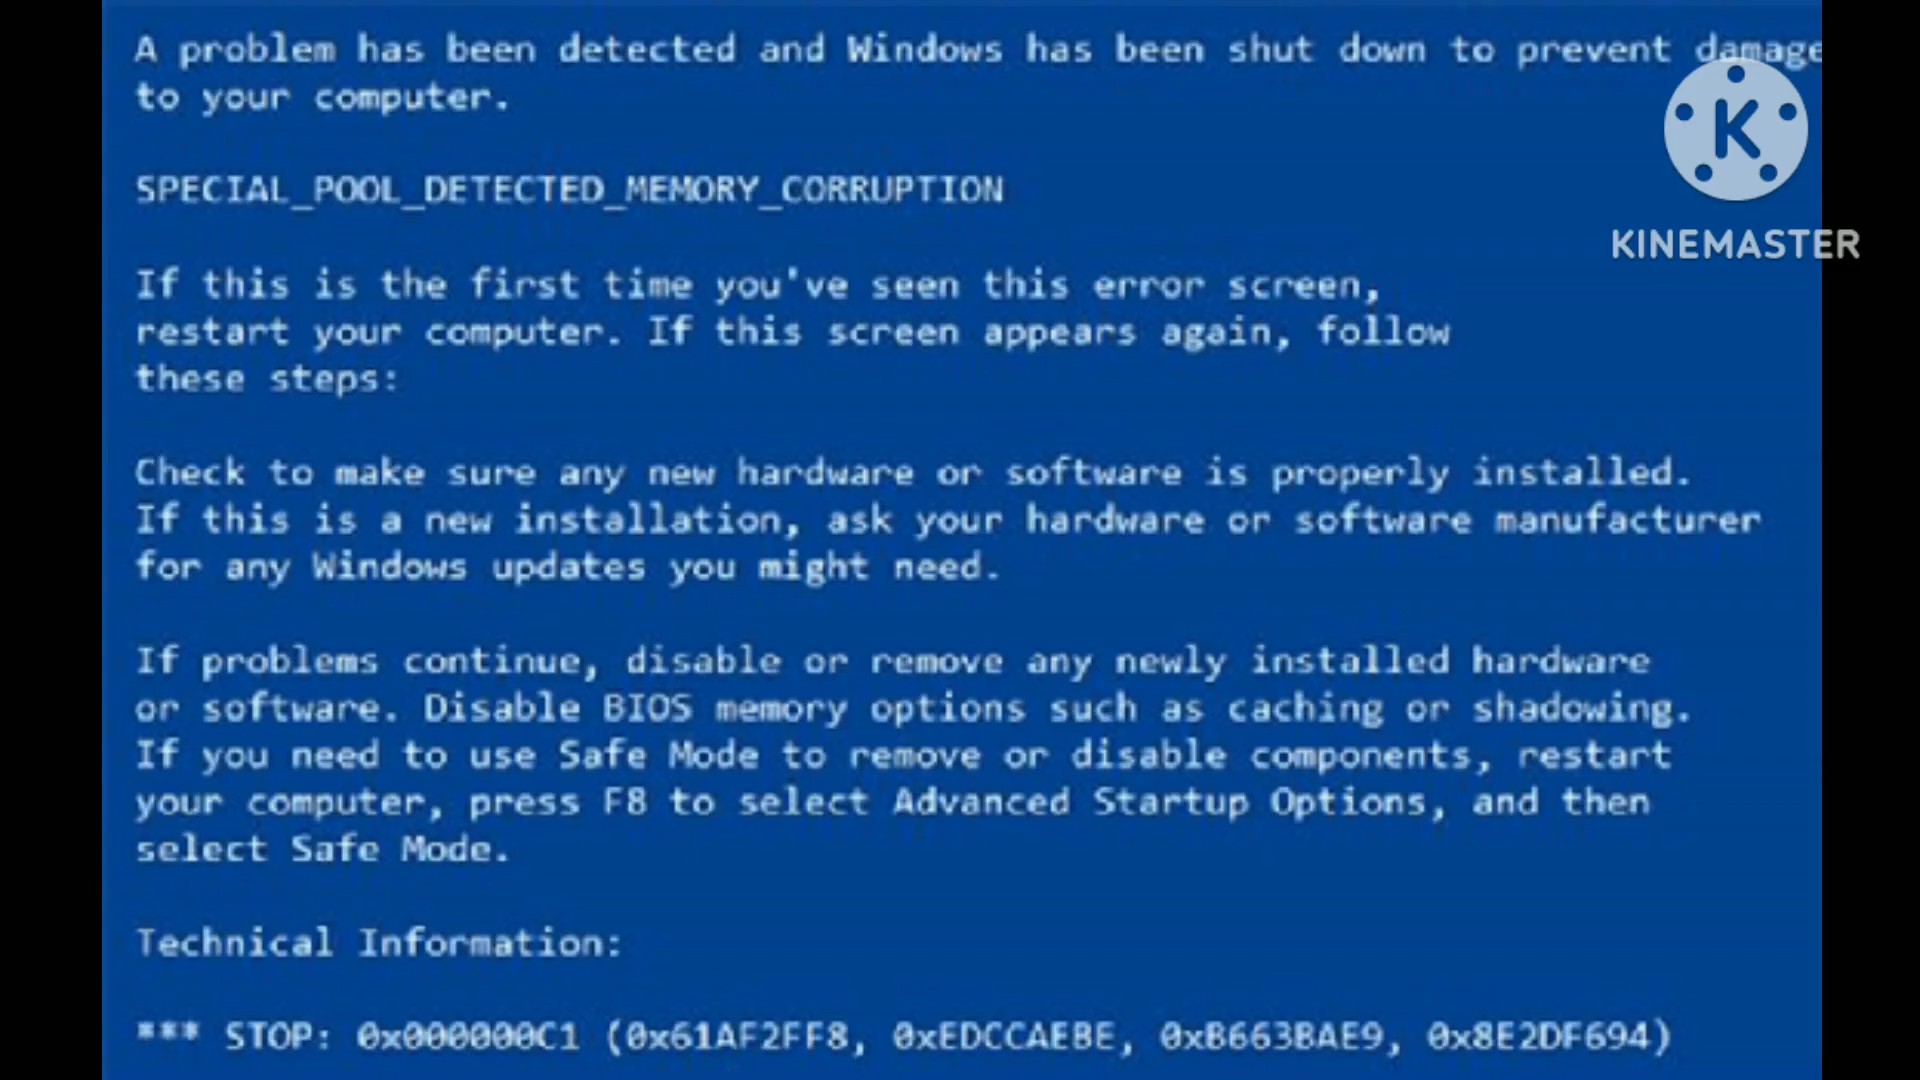 A problem has been detected and Windows has been shut down to prevent damage
to your computer.
SPECIAL_POOL_DETECTED_MEMORY_CORRUPTION
K
KINEMASTER
If this is the first time you've seen this error screen,
restart your computer. If this screen appears again, follow
these steps:
Check to make sure any new hardware or software is properly installed.
If this is a new installation, ask your hardware or software manufacturer
for any Windows updates you might need.
If problems continue, disable or remove any newly installed hardware
or software. Disable BIOS memory options such as caching or shadowing.
If you need to use Safe Mode to remove or disable components, restart
your computer, press F8 to select Advanced Startup Options, and then
select Safe Mode.
Technical Information:
*** STOP: 0x000000C1 (0x61AF2FF8, 0xEDCCAEBE, 0xB663BAE9, 0x8E2DF694)